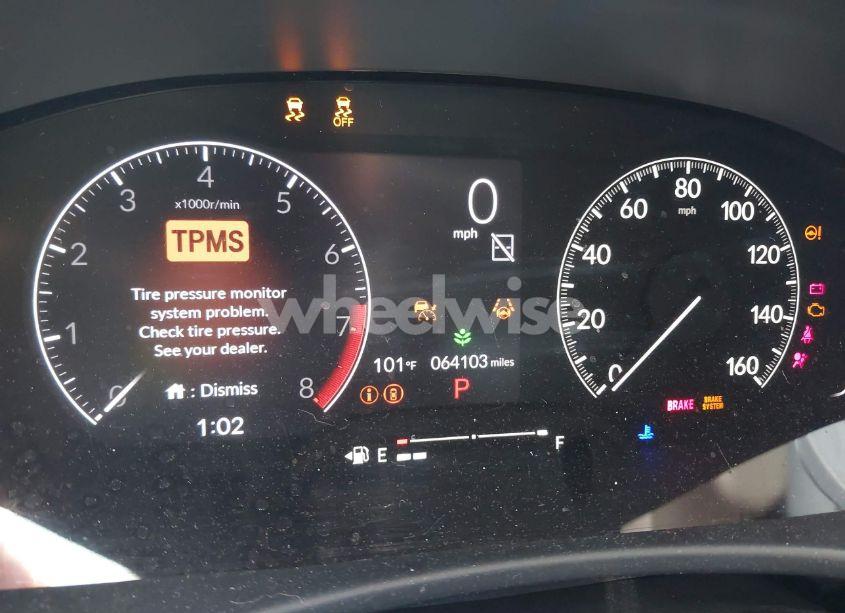 OFF
x1000r/min
0 1 2 3 4 5 6 7 8
TPMS
Tire pressure monitor
system problem.
Check tire pressure.
See your dealer.
: Dismiss
1:02
0
mph
wheelwise
101°F
064103 miles
P
E
F
0 20 40 60 80 100 120 140 160
mph
!
BRAKE
BRAKE
SYSTEM